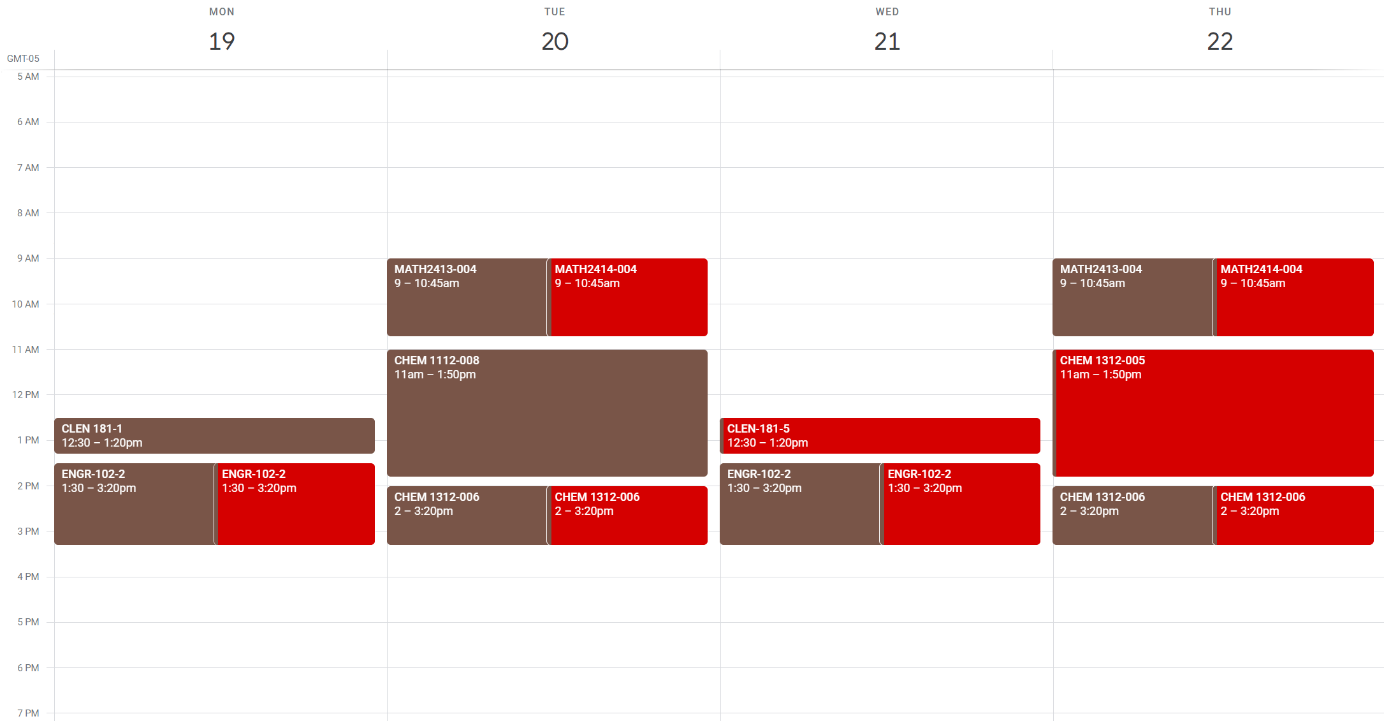 MON
19
TUE
20
WED
21
THU
22
GMT-05
5 AM
6 AM
7 AM
8 AM
9 AM
10 AM
11 AM
12 PM
1 PM
2 PM
3 PM
4 PM
5 PM
6 PM
7 PM
CLEN 181-1
12:30 – 1:20pm
ENGR-102-2
1:30 – 3:20pm
ENGR-102-2
1:30 – 3:20pm
MATH2413-004
9 – 10:45am
MATH2414-004
9 – 10:45am
CHEM 1112-008
11am – 1:50pm
CHEM 1312-006
2 – 3:20pm
CHEM 1312-006
2 – 3:20pm
CLEN-181-5
12:30 – 1:20pm
ENGR-102-2
1:30 – 3:20pm
ENGR-102-2
1:30 – 3:20pm
MATH2413-004
9 – 10:45am
MATH2414-004
9 – 10:45am
CHEM 1312-005
11am – 1:50pm
CHEM 1312-006
2 – 3:20pm
CHEM 1312-006
2 – 3:20pm